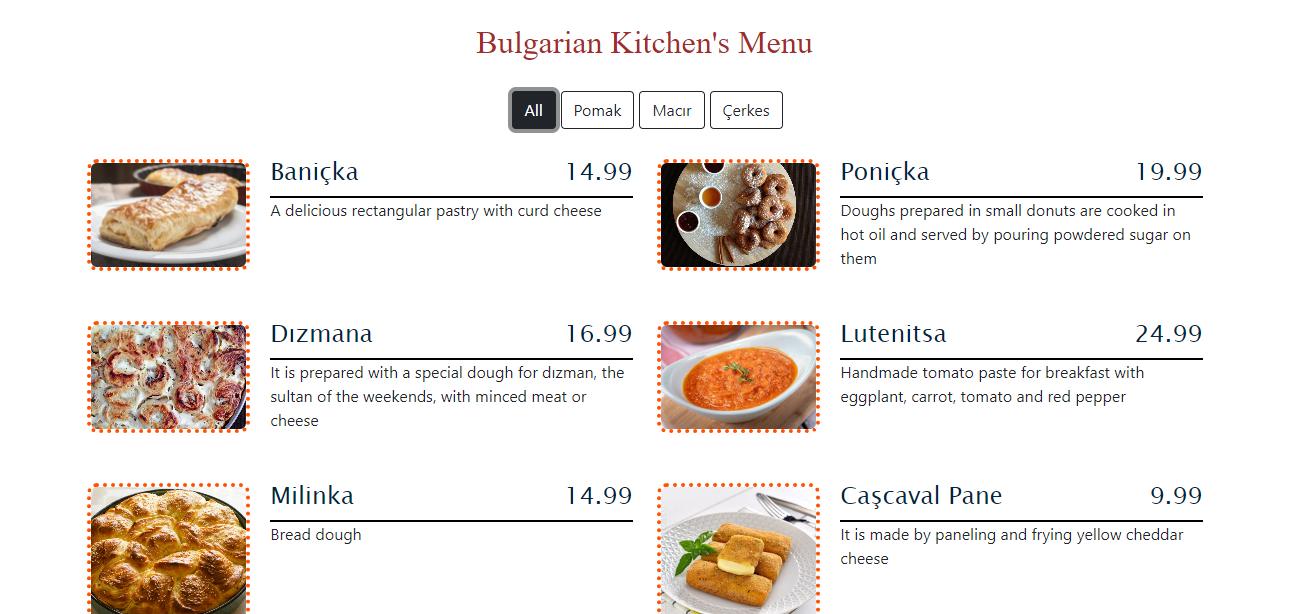 Bulgarian Kitchen's Menu
All Pomak Macır Çerkes
Baniçka 14.99
A delicious rectangular pastry with curd cheese
Poniçka 19.99
Doughs prepared in small donuts are cooked in
hot oil and served by pouring powdered sugar on
them
Dızmana 16.99
It is prepared with a special dough for dızman, the
sultan of the weekends, with minced meat or
cheese
Lutenitsa 24.99
Handmade tomato paste for breakfast with
eggplant, carrot, tomato and red pepper
Milinka 14.99
Bread dough
Caşcaval Pane 9.99
It is made by paneling and frying yellow cheddar
cheese